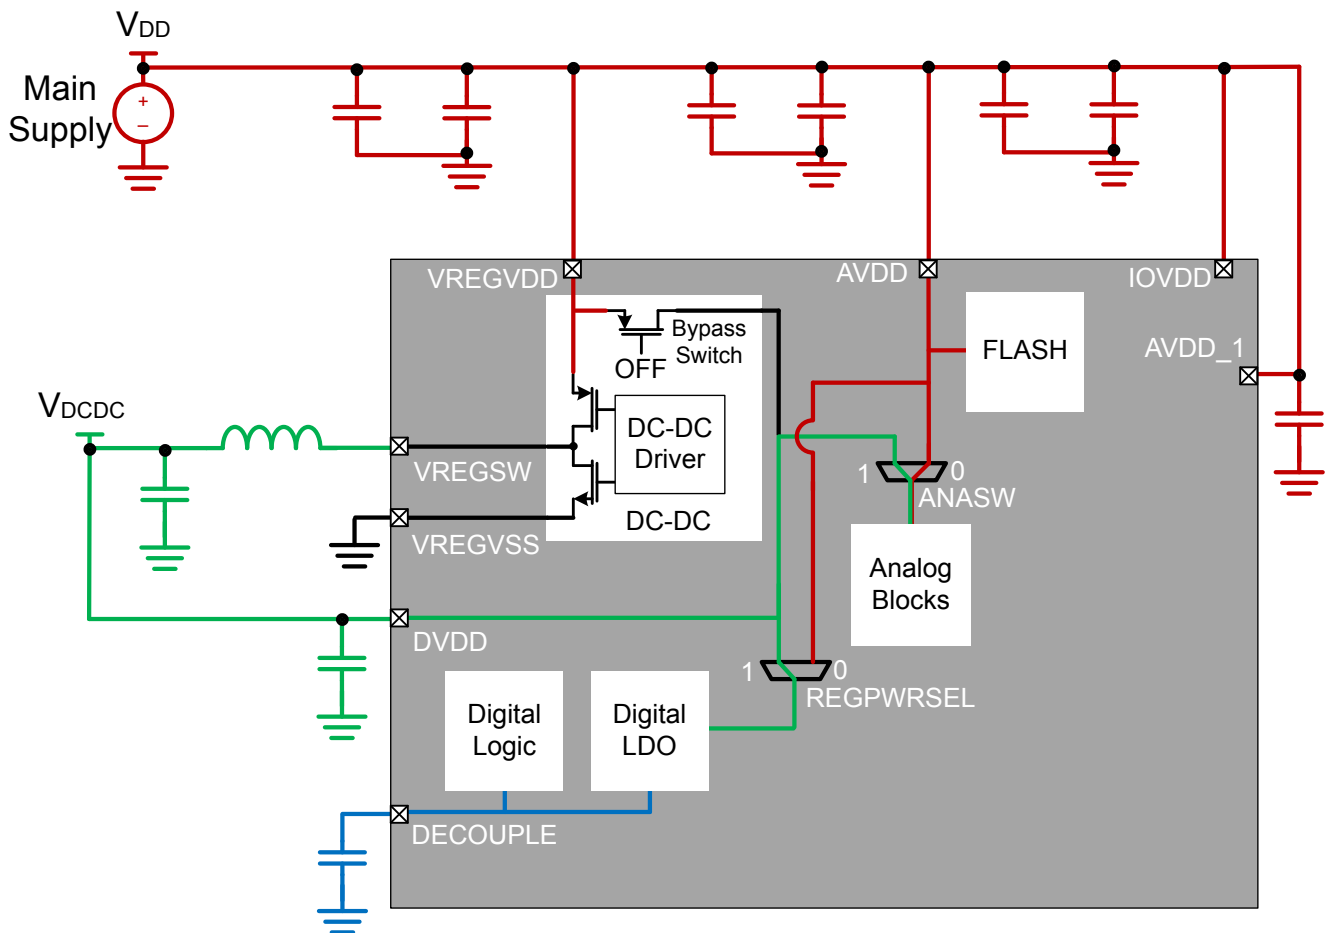 VDD
Main
Supply
+
–
VREGVDD
AVDD
IOVDD
Bypass
Switch
OFF
FLASH
AVDD_1
VDCDC
DC-DC
Driver
VREGSW
1
0
ANASW
DC-DC
VREGVSS
Analog
Blocks
DVDD
1
0
REGPWRSEL
Digital
Logic
Digital
LDO
DECOUPLE